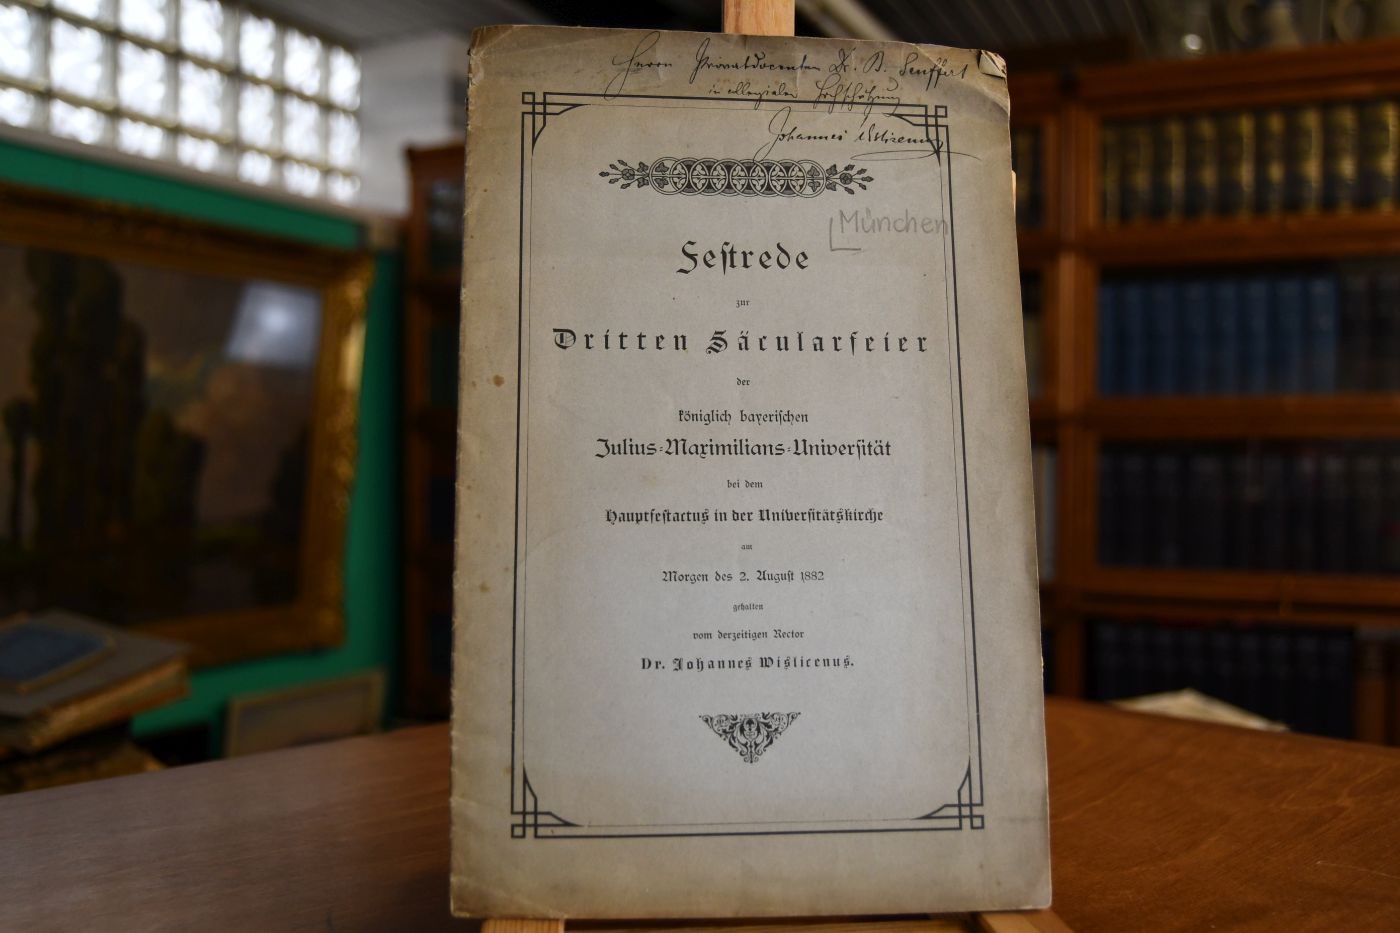 Herrn Privatdocenten Dr. B. Seuffert
in collegialer Hochschätzung
Johannes Wislicenus
München
Festrede
zur
Dritten Säcularfeier
der
königlich bayerischen
Julius-Maximilians-Universität
bei dem
Hauptfestactus in der Universitätskirche
am
Morgen des 2. August 1882
gehalten
vom derzeitigen Rector
Dr. Johannes Wislicenus.